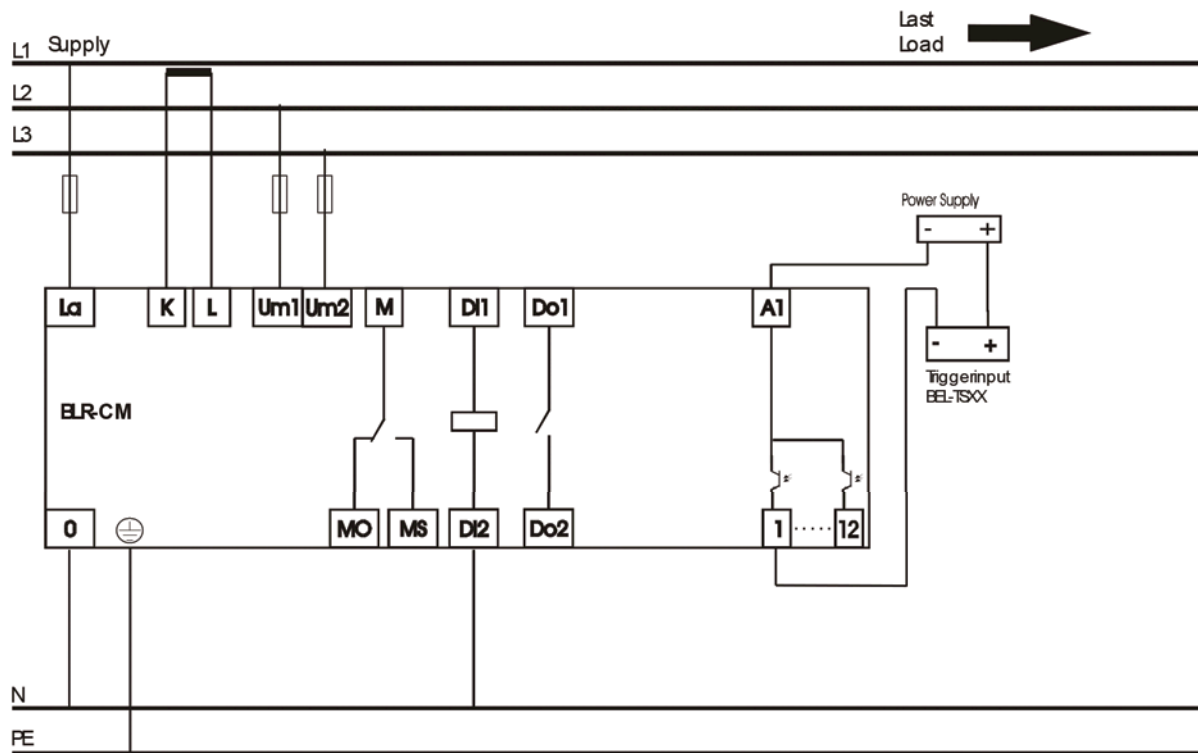 Last
Load
Supply
L1
L2
L3
Power Supply
- +
La K L Um1 Um2 M DI1 Do1 A1
- +
Triggerinput
BEL-TSXX
BLR-CM
0 MO MS DI2 Do2 1 ...... 12
N
PE